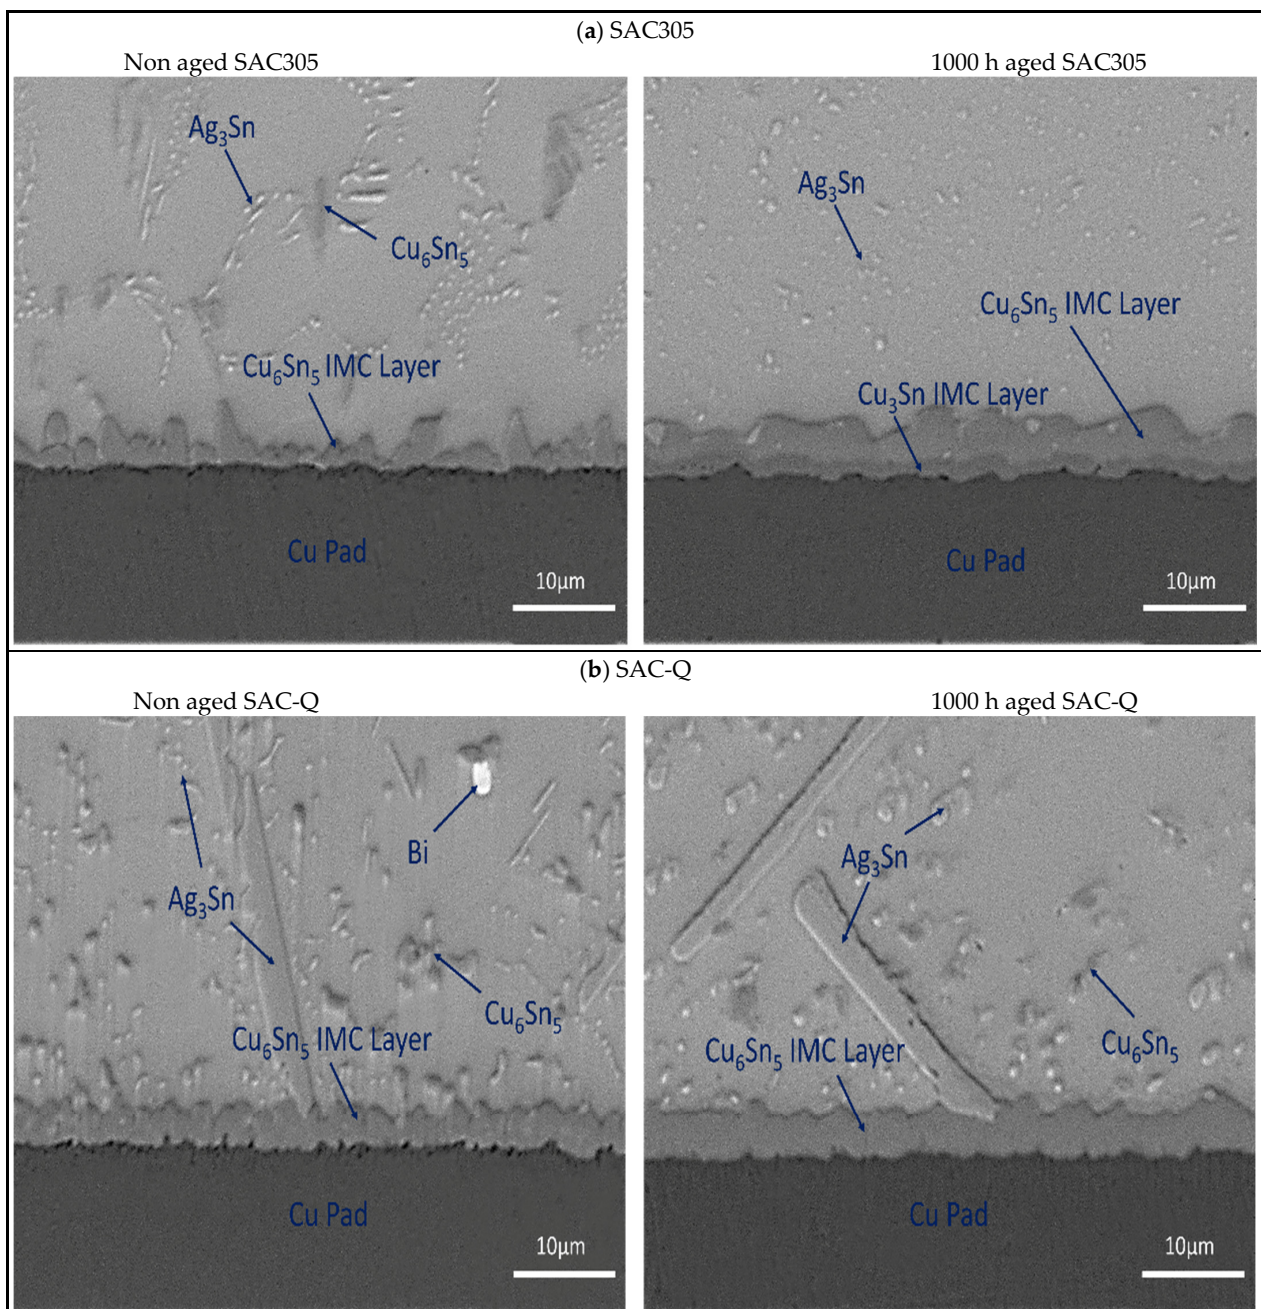 (a) SAC305
Non aged SAC305
1000 h aged SAC305
Ag₃Sn
Cu₆Sn₅
Cu₆Sn₅ IMC Layer
Cu Pad
10μm
Ag₃Sn
Cu₆Sn₅ IMC Layer
Cu₃Sn IMC Layer
Cu Pad
10μm
(b) SAC-Q
Non aged SAC-Q
1000 h aged SAC-Q
Bi
Ag₃Sn
Cu₆Sn₅
Cu₆Sn₅ IMC Layer
Cu Pad
10μm
Ag₃Sn
Cu₆Sn₅
Cu₆Sn₅ IMC Layer
Cu Pad
10μm